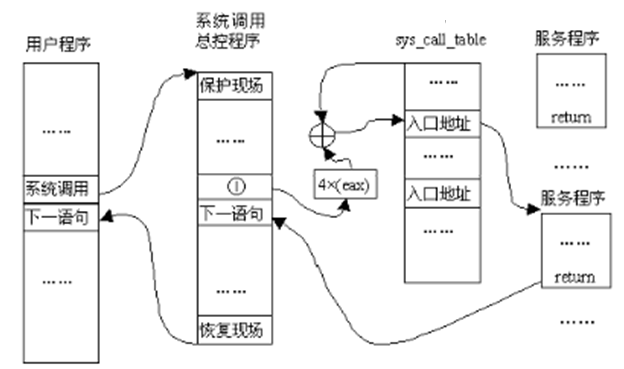 用户程序
……
系统调用
下一语句
……
系统调用
总控程序
保护现场
……
①
下一语句
……
恢复现场
4×(eax)
sys_call_table
……
入口地址
……
入口地址
……
服务程序
……
return
……
服务程序
……
return
……